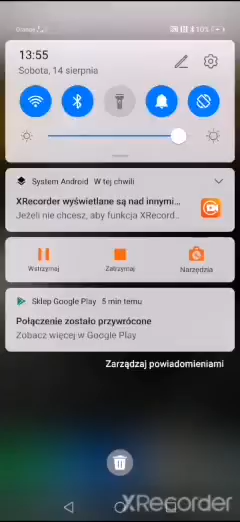 Orange
10%
13:55
Sobota, 14 sierpnia
System Android W tej chwili
XRecorder wyświetlane są nad innymi...
Jeżeli nie chcesz, aby funkcja XRecord...
Wstrzymaj Zatrzymaj Narzędzia
Sklep Google Play 5 min temu
Połączenie zostało przywrócone
Zobacz więcej w Google Play
Zarządzaj powiadomieniami
XRecorder